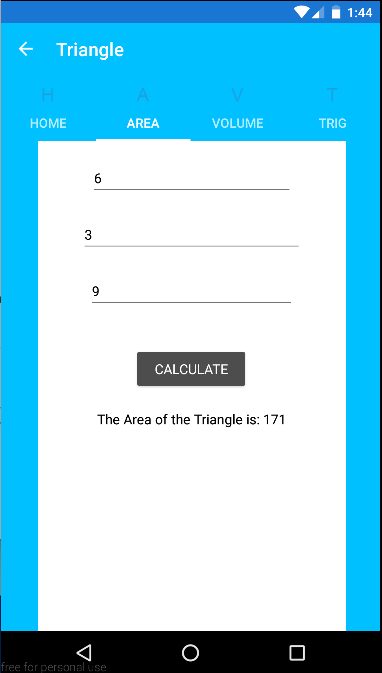 1:44
Triangle
H A V T
HOME AREA VOLUME TRIG
6
3
9
CALCULATE
The Area of the Triangle is: 171
free for personal use